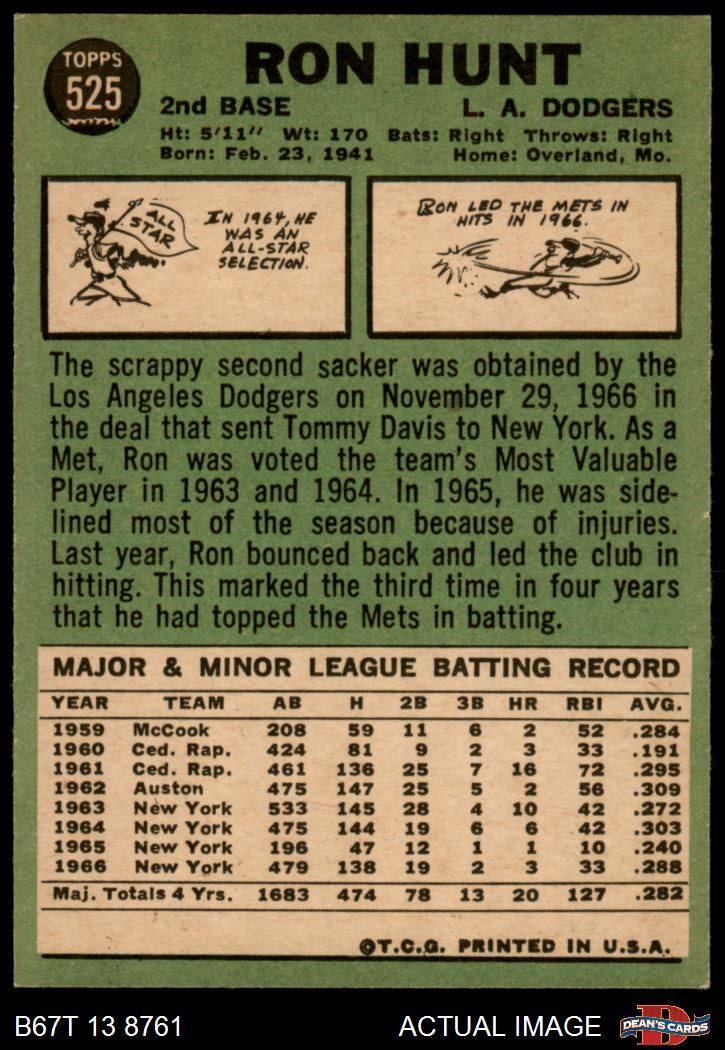 TOPPS
525
RON HUNT
2nd BASE L. A. DODGERS
Ht: 5'11" Wt: 170 Bats: Right Throws: Right
Born: Feb. 23, 1941 Home: Overland, Mo.
ALL
STAR
IN 1964, HE
WAS AN
ALL-STAR
SELECTION.
RON LED THE METS IN
HITS IN 1966.
The scrappy second sacker was obtained by the
Los Angeles Dodgers on November 29, 1966 in
the deal that sent Tommy Davis to New York. As a
Met, Ron was voted the team's Most Valuable
Player in 1963 and 1964. In 1965, he was side-
lined most of the season because of injuries.
Last year, Ron bounced back and led the club in
hitting. This marked the third time in four years
that he had topped the Mets in batting.
MAJOR & MINOR LEAGUE BATTING RECORD
YEAR TEAM AB H 2B 3B HR RBI AVG.
1959 McCook 208 59 11 6 2 52 .284
1960 Ced. Rap. 424 81 9 2 3 33 .191
1961 Ced. Rap. 461 136 25 7 16 72 .295
1962 Auston 475 147 25 5 2 56 .309
1963 New York 533 145 28 4 10 42 .272
1964 New York 475 144 19 6 6 42 .303
1965 New York 196 47 12 1 1 10 .240
1966 New York 479 138 19 2 3 33 .288
Maj. Totals 4 Yrs. 1683 474 78 13 20 127 .282
©T.C.G. PRINTED IN U.S.A.
B67T 13 8761 ACTUAL IMAGE
D
DEAN'S CARDS